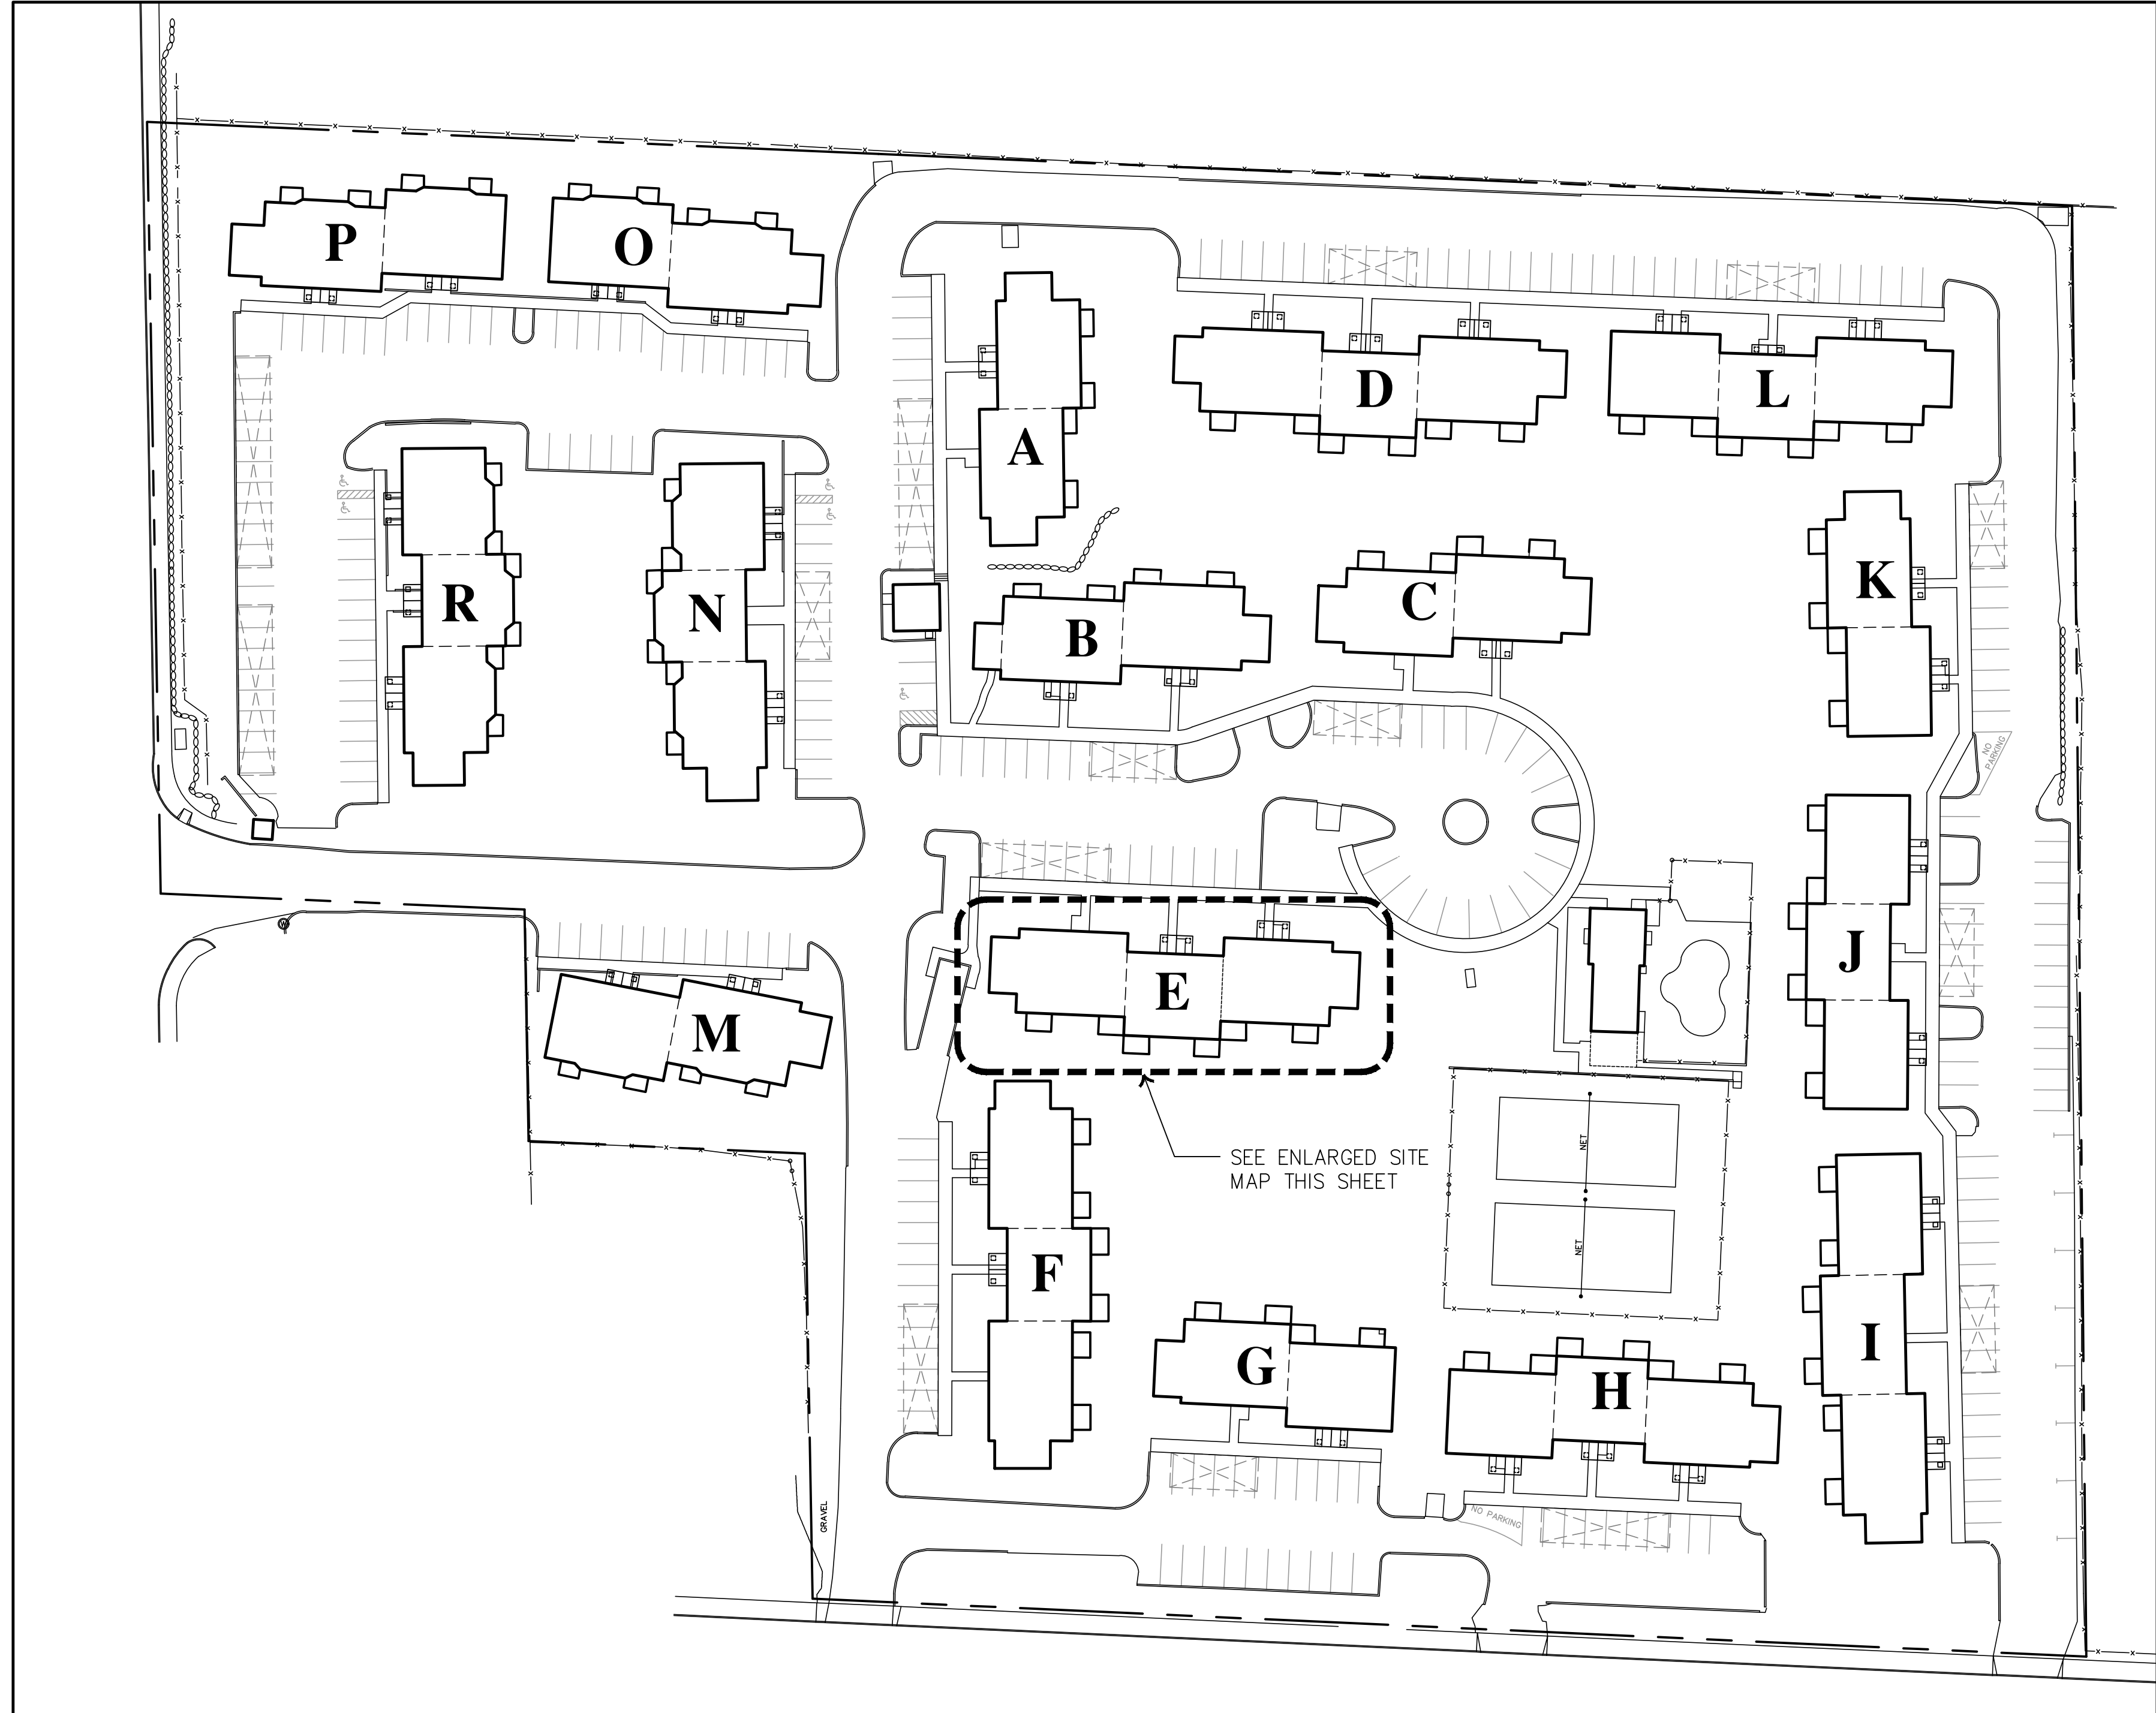 P
O
A
D
L
R
N
B
C
K
NO
PARKING
E
J
M
W
SEE ENLARGED SITE
MAP THIS SHEET
NET
NET
F
G
H
I
NO PARKING
GRAVEL